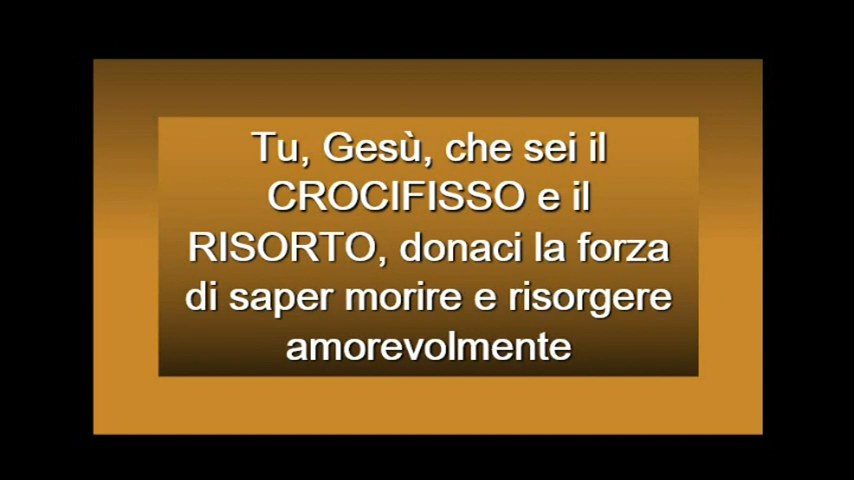 Tu, Gesù, che sei il
CROCIFISSO e il
RISORTO, donaci la forza
di saper morire e risorgere
amorevolmente